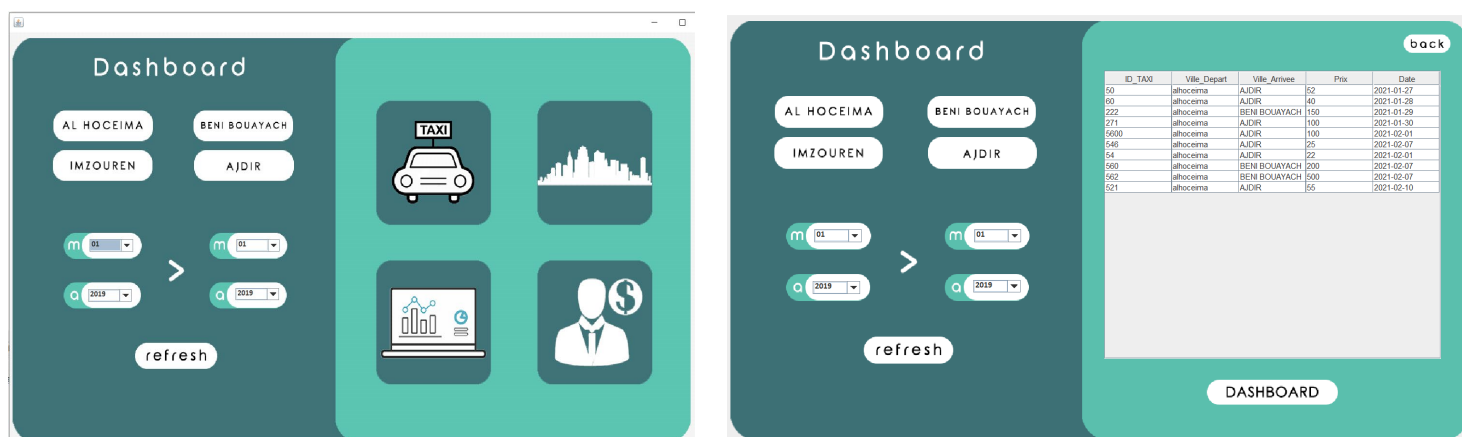 Dashboard
AL HOCEIMA BENI BOUAYACH
IMZOUREN AJDIR
TAXI
m 01 m 01
>
a 2019 a 2019
$
refresh
Dashboard
back
AL HOCEIMA BENI BOUAYACH
IMZOUREN AJDIR
m 01 m 01
>
a 2019 a 2019
refresh
ID_TAXI Ville_Depart Ville_Arrivee Prix Date
50 alhoceima AJDIR 52 2021-01-27
60 alhoceima AJDIR 40 2021-01-28
222 alhoceima BENI BOUAYACH 150 2021-01-29
271 alhoceima AJDIR 100 2021-01-30
5600 alhoceima AJDIR 100 2021-02-01
546 alhoceima AJDIR 25 2021-02-07
54 alhoceima AJDIR 22 2021-02-01
560 alhoceima BENI BOUAYACH 200 2021-02-07
562 alhoceima BENI BOUAYACH 500 2021-02-07
521 alhoceima AJDIR 55 2021-02-10
DASHBOARD